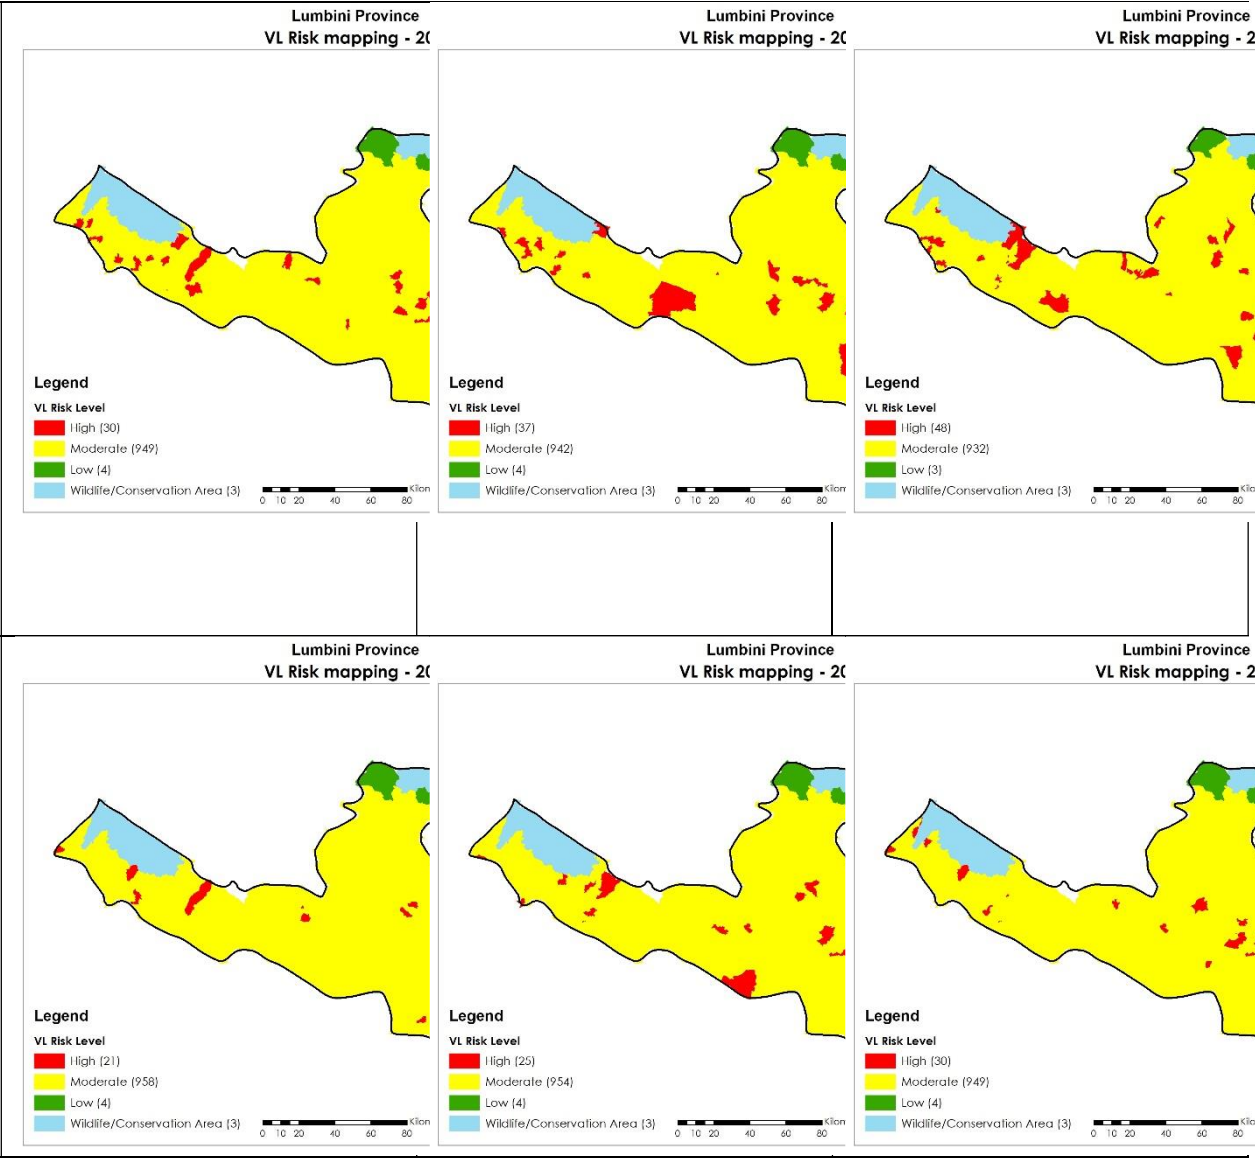 Lumbini Province
VL Risk mapping - 20
Legend
VL Risk Level
High (30)
Moderate (949)
Low (4)
Wildlife/Conservation Area (3)
0 10 20 40 60 80 Kilom
Lumbini Province
VL Risk mapping - 20
Legend
VL Risk Level
High (37)
Moderate (942)
Low (4)
Wildlife/Conservation Area (3)
0 10 20 40 60 80 Kilom
Lumbini Province
VL Risk mapping - 2
Legend
VL Risk Level
High (48)
Moderate (932)
Low (3)
Wildlife/Conservation Area (3)
0 10 20 40 60 80 Kilo
Lumbini Province
VL Risk mapping - 20
Legend
VL Risk Level
High (21)
Moderate (958)
Low (4)
Wildlife/Conservation Area (3)
0 10 20 40 60 80 Kilom
Lumbini Province
VL Risk mapping - 20
Legend
VL Risk Level
High (25)
Moderate (954)
Low (4)
Wildlife/Conservation Area (3)
0 10 20 40 60 80 Kilom
Lumbini Province
VL Risk mapping - 2
Legend
VL Risk Level
High (30)
Moderate (949)
Low (4)
Wildlife/Conservation Area (3)
0 10 20 40 60 80 Kilo